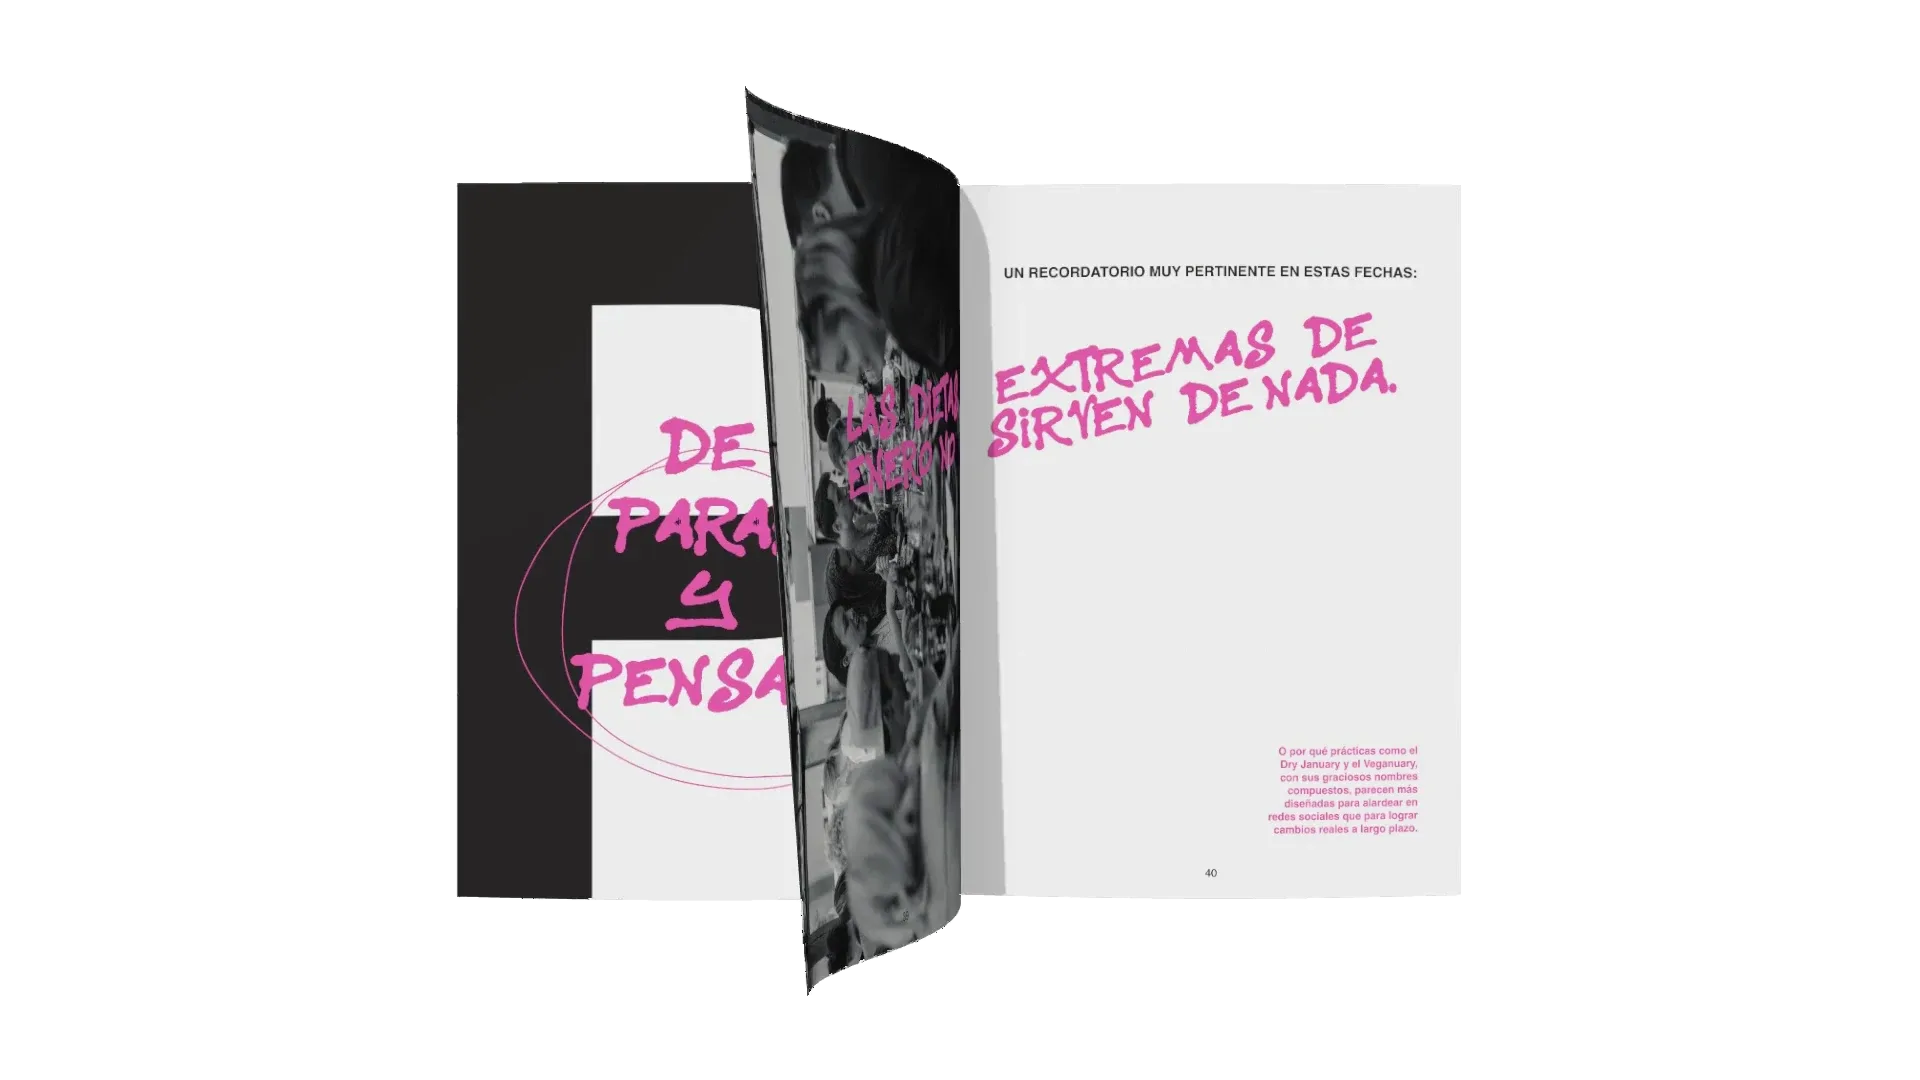 DE
PARA
y
PENSA
LAS DIETAS
ENERO NO
UN RECORDATORIO MUY PERTINENTE EN ESTAS FECHAS:
EXTREMAS DE
SIRVEN DE NADA.
O por qué prácticas como el
Dry January y el Veganuary,
con sus graciosos nombres
compuestos, parecen más
diseñadas para alardear en
redes sociales que para lograr
cambios reales a largo plazo.
40